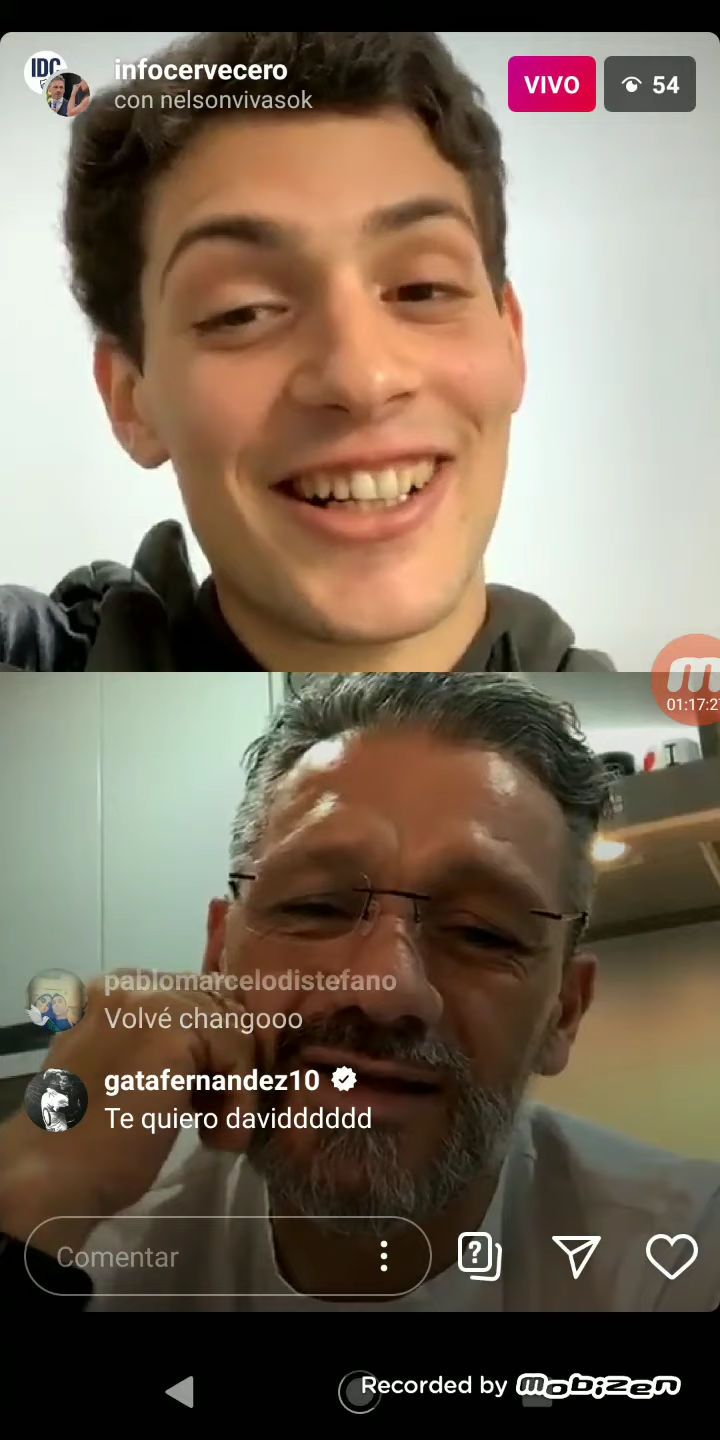 IDC
infocervecero
con nelsonvivasok
VIVO
54
01:17:2
pablomarcelodistefano
Volvé changooo
gatafernandez10
Te quiero davidddddd
Comentar
Recorded by mobizen